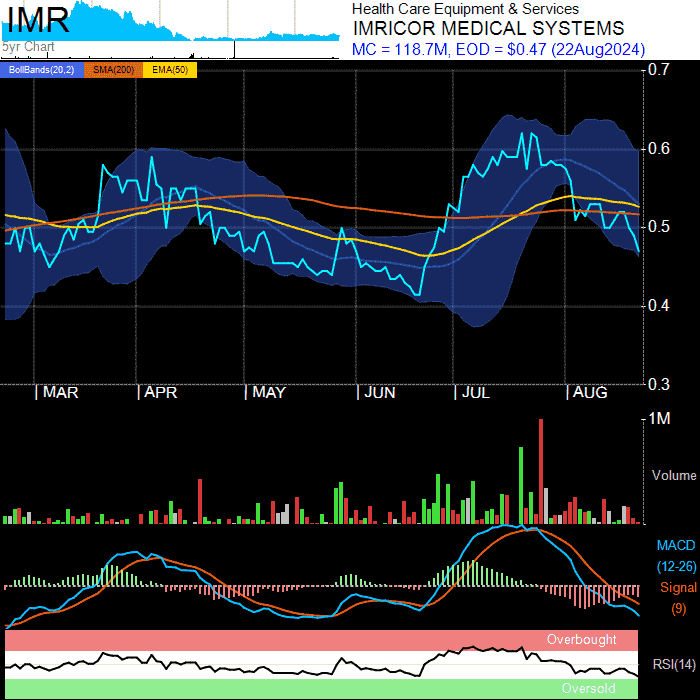 IMR
5yr Chart
Health Care Equipment & Services
IMRICOR MEDICAL SYSTEMS
MC = 118.7M, EOD = $0.47 (22Aug2024)
BollBands(20,2) SMA(200) EMA(50)
0.7
0.6
0.5
0.4
0.3
MAR APR MAY JUN JUL AUG
1M
Volume
MACD
(12-26)
Signal
(9)
Overbought
RSI(14)
Oversold